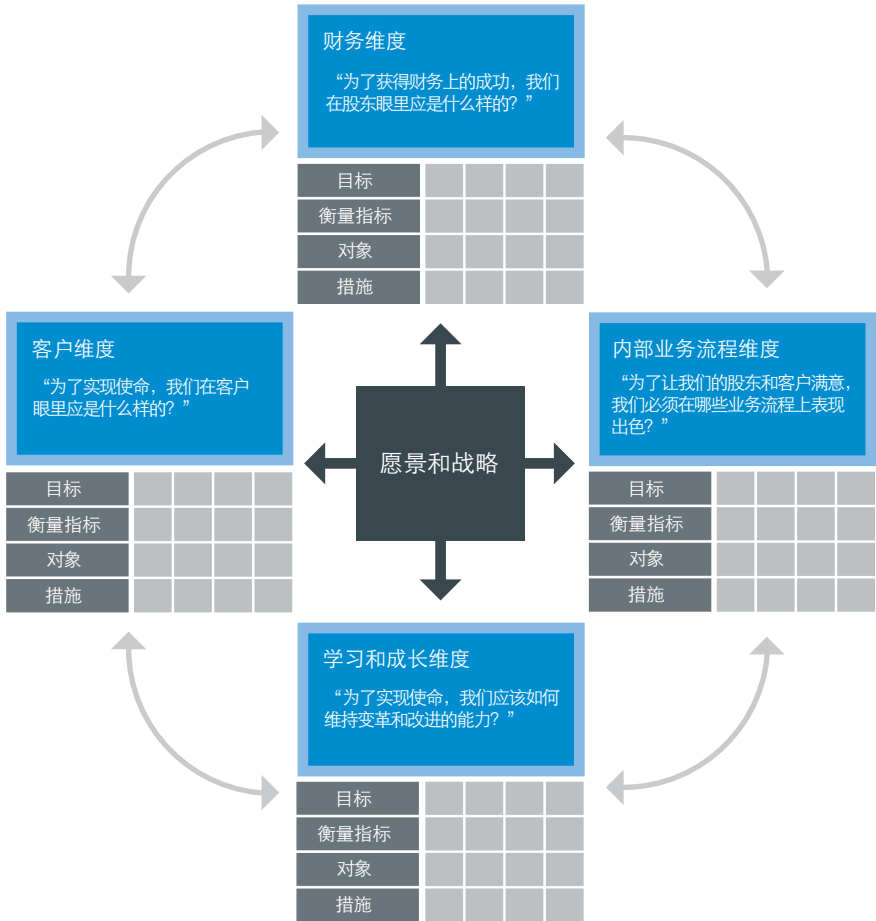 财务维度
“为了获得财务上的成功，我们
在股东眼里应是什么样的？”
目标
衡量指标
对象
措施
客户维度
“为了实现使命，我们在客户
眼里应是什么样的？”
目标
衡量指标
对象
措施
愿景和战略
内部业务流程维度
“为了让我们的股东和客户满意，
我们必须在哪些业务流程上表现
出色？”
目标
衡量指标
对象
措施
学习和成长维度
“为了实现使命，我们应该如何
维持变革和改进的能力？”
目标
衡量指标
对象
措施